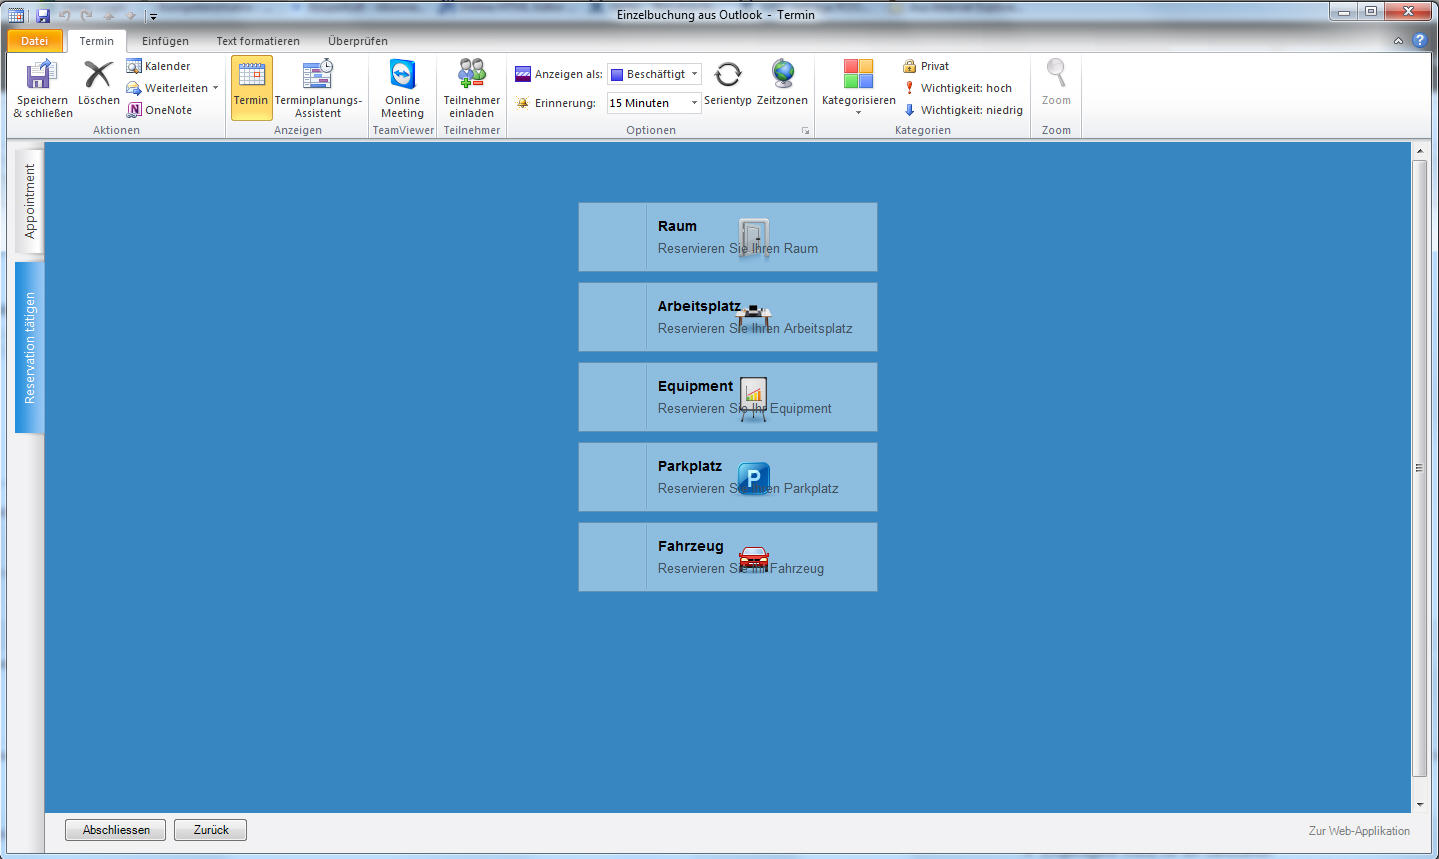 Einzelbuchung aus Outlook - Termin
Datei
Termin
Einfügen
Text formatieren
Überprüfen
Speichern
& schließen
Löschen
Kalender
Weiterleiten
OneNote
Aktionen
Termin
Terminplanungs-
Assistent
Anzeigen
Online
Meeting
TeamViewer
Teilnehmer
einladen
Teilnehmer
Anzeigen als:
Beschäftigt
Erinnerung:
15 Minuten
Serientyp
Zeitzonen
Optionen
Kategorisieren
Privat
Wichtigkeit: hoch
Wichtigkeit: niedrig
Kategorien
Zoom
Zoom
Appointment
Reservation tätigen
Raum
Reservieren Sie Ihren Raum
Arbeitsplatz
Reservieren Sie Ihren Arbeitsplatz
Equipment
Reservieren Sie Ihr Equipment
Parkplatz
P
Reservieren Sie Ihren Parkplatz
Fahrzeug
Reservieren Sie Ihr Fahrzeug
Abschliessen
Zurück
Zur Web-Applikation